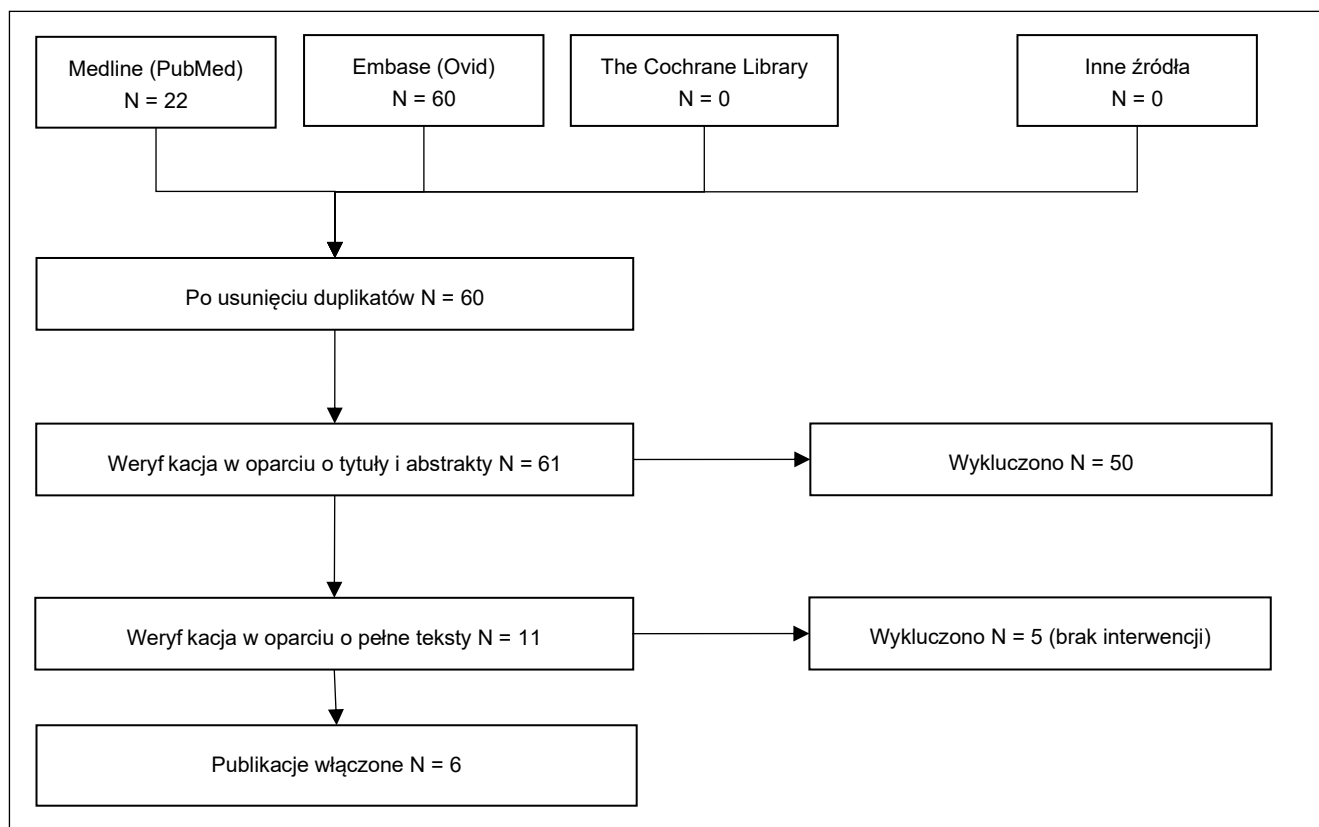 Medline (PubMed)
N = 22
Embase (Ovid)
N = 60
The Cochrane Library
N = 0
Inne źródła
N = 0
Po usunięciu duplikatów N = 60
Weryf kacja w oparciu o tytuły i abstrakty N = 61
Wykluczono N = 50
Weryf kacja w oparciu o pełne teksty N = 11
Wykluczono N = 5 (brak interwencji)
Publikacje włączone N = 6